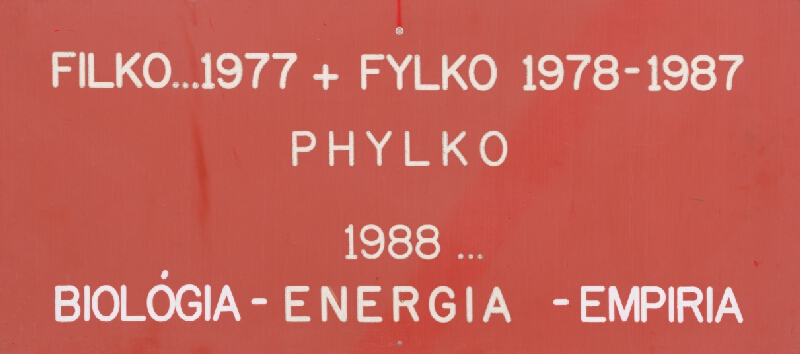 FILKO...1977 + FYLKO 1978-1987
PHYLKO
1988 ...
BIOLÓGIA - ENERGIA - EMPIRIA